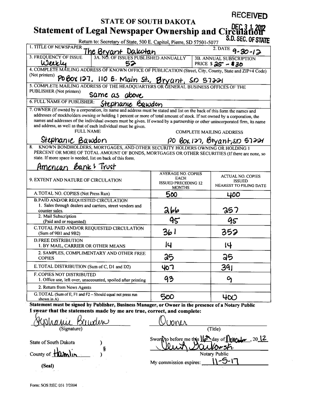 RECEIVED
DEC 3 1 2012
S.D. SEC. OF STATE
STATE OF SOUTH DAKOTA
Statement of Legal Newspaper Ownership and Circulation
Return to: Secretary of State, 500 E. Capitol, Pierre, SD 57501-5077
1. TITLE OF NEWSPAPER The Bryant Dakotan
2. DATE 9-30-12
3. FREQUENCY OF ISSUE Weekly
3A. NO. OF ISSUES PUBLISHED ANNUALLY 52
3B. ANNUAL SUBSCRIPTION PRICE
4. COMPLETE MAILING ADDRESS OF KNOWN OFFICE OF PUBLICATION (Street, City, County, State and ZIP+4 Code)
(Not printers) PO Box 127, 110 E. Main St, Bryant, SD 57221
5. COMPLETE MAILING ADDRESS OF THE HEADQUARTERS OR GENERAL BUSINESS OFFICES OF THE
PUBLISHER (Not printer) Same as above
6. FULL NAME OF PUBLISHER: Stephanie Bawdon
7. OWNER (If owned by a corporation, its name and address must be stated and list on the back of this form the names and
addresses of stockholders owning or holding 1 percent or more of total amount of stock. If not owned by a corporation, the
names and addresses of the individual owners must be given. If owned by a partnership or other unincorporated firm, its name
and address, as well as that of each individual must be given.
FULL NAME COMPLETE MAILING ADDRESS
Stephanie Bawdon PO Box 127, Bryant, SD 57221
8. KNOWN BONDHOLDERS, MORTGAGES, AND OTHER SECURITY HOLDERS OWNING OR HOLDING 1
PERCENT OR MORE OF TOTAL AMOUNT OF BONDS, MORTGAGES OR OTHER SECURITIES (If there are none, so
state. If more space is needed, list on back of this form.
American Bank & Trust
9. EXTENT AND NATURE OF CIRCULATION
AVERAGE NO. COPIES EACH ISSUED PRECEDING 12 MONTHS
ACTUAL NO. COPIES ISSUED NEAREST TO FILING DATE
A. TOTAL NO. COPIES (Net Press Run) 500 400
B. PAID AND/OR REQUESTED CIRCULATION
1. Sales through dealers and carriers, street vendors and
counter sales. 266 257
2. Mail Subscription
(Paid and or requested) 95 95
C. TOTAL PAID AND/OR REQUESTED CIRCULATION
(Sum of 9B1 and 9B2) 361 352
D. FREE DISTRIBUTION
1. BY MAIL, CARRIER OR OTHER MEANS 14 14
2. SAMPLES, COMPLIMENTARY AND OTHER FREE
COPIES 25 25
E. TOTAL DISTRIBUTION (Sum of C, D1 and D2) 407 391
F. COPIES NOT DISTRIBUTED
1. Office use, left over, unaccounted, spoiled after printing 93 9
2. Return from News Agents
G. TOTAL (Sum of E, F1 and F2 - Should equal net press run
shown in A) 500 400
Statement must be signed by Publisher, Business Manager, or Owner in the presence of a Notary Public
I swear the statements made by me are true, correct, and complete:
Stephanie Bawdon Owner
(Signature) (Title)
State of South Dakota )
§
County of Hamlin )
(Seal)
Sworn to before me this day of , 20 12
Notary Public
My commission expires: 11-5-17
Form: SOS REC 051 7/2004